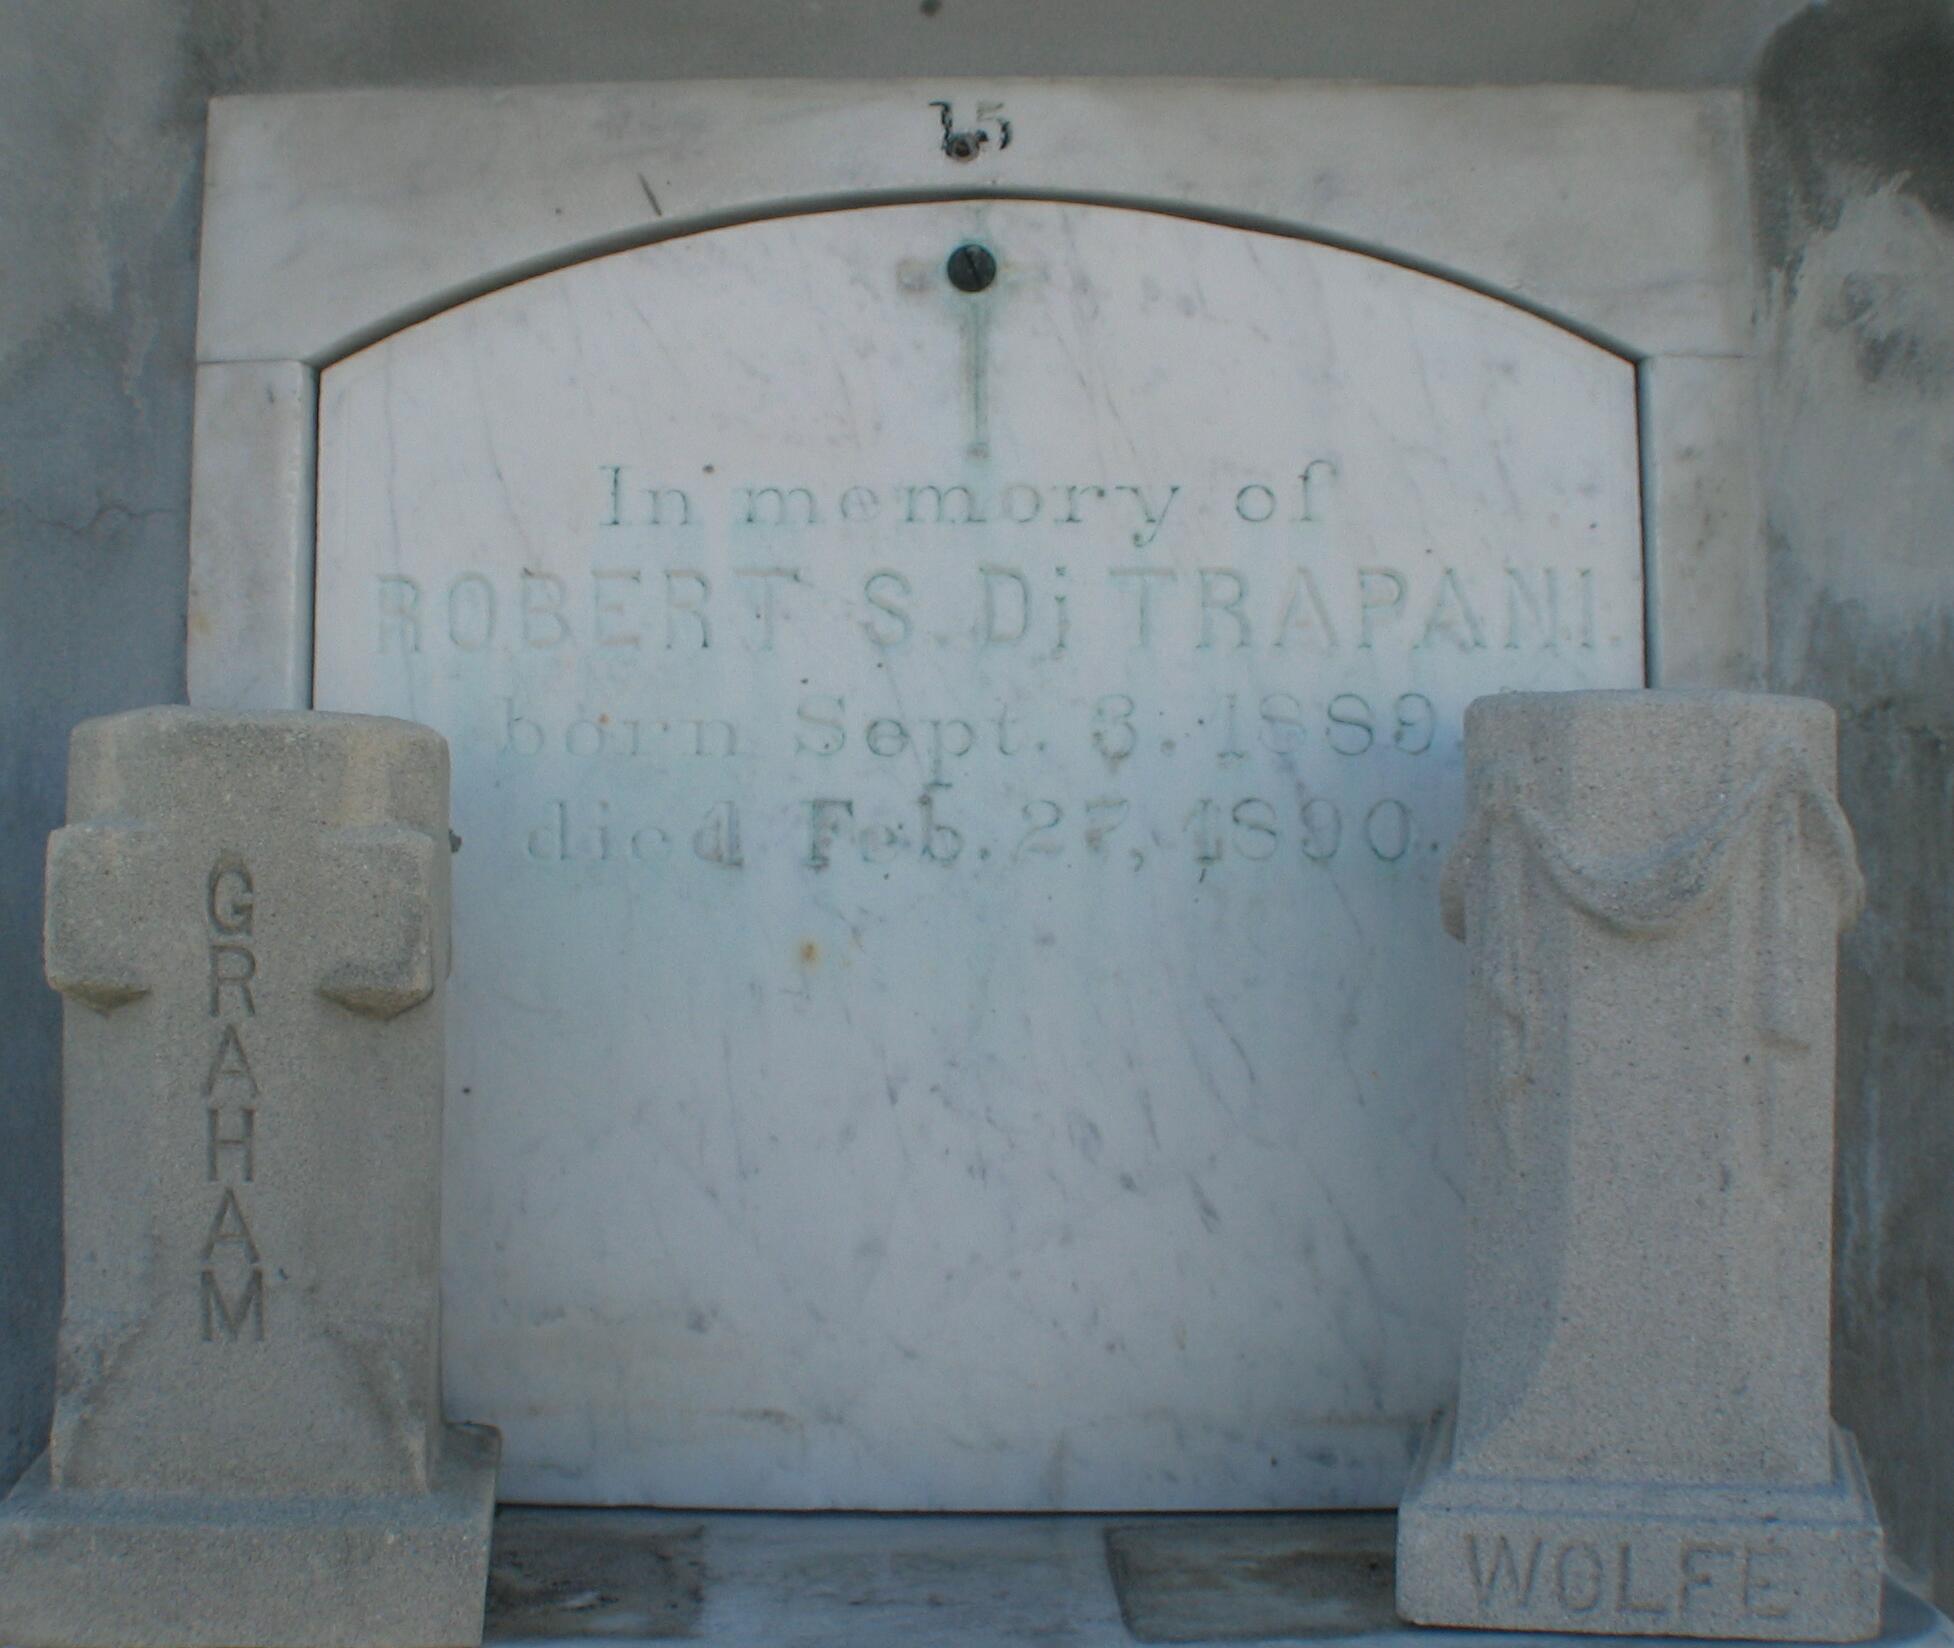 15
In memory of
ROBERT S. Di TRAPANI.
born Sept. 3. 1889.
died Feb. 27, 1890.
GRAHAM
WOLFE